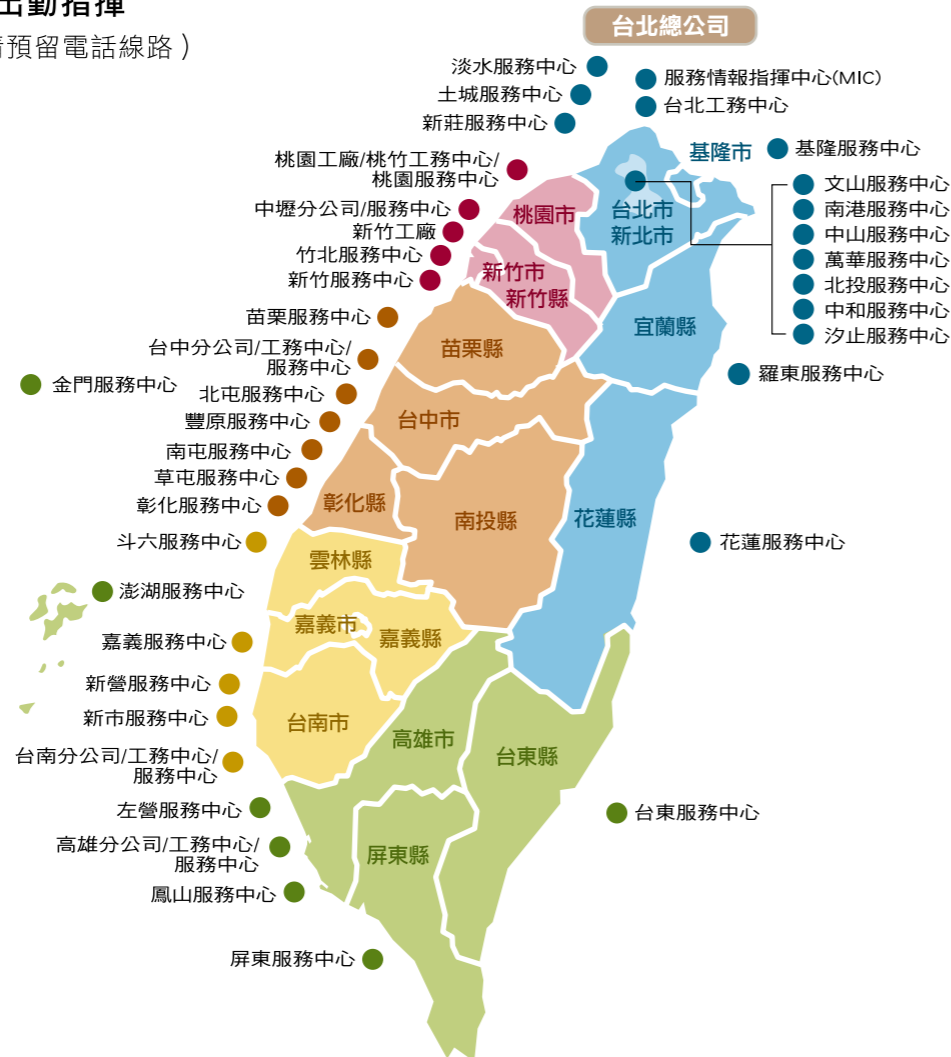 出勤指揮
請預留電話線路）
台北總公司
淡水服務中心
土城服務中心
新莊服務中心
服務情報指揮中心(MIC)
台北工務中心
基隆市
基隆服務中心
文山服務中心
南港服務中心
中山服務中心
萬華服務中心
北投服務中心
中和服務中心
汐止服務中心
桃園工廠/桃竹工務中心/
桃園服務中心
中壢分公司/服務中心
新竹工廠
竹北服務中心
新竹服務中心
桃園市
台北市
新北市
新竹市
新竹縣
宜蘭縣
羅東服務中心
苗栗服務中心
台中分公司/工務中心/
服務中心
金門服務中心
北屯服務中心
豐原服務中心
南屯服務中心
草屯服務中心
彰化服務中心
苗栗縣
台中市
彰化縣
南投縣
花蓮縣
花蓮服務中心
斗六服務中心
雲林縣
澎湖服務中心
嘉義市
嘉義縣
嘉義服務中心
新營服務中心
新市服務中心
台南分公司/工務中心/
服務中心
台南市
高雄市
台東縣
台東服務中心
左營服務中心
高雄分公司/工務中心/
服務中心
鳳山服務中心
屏東縣
屏東服務中心